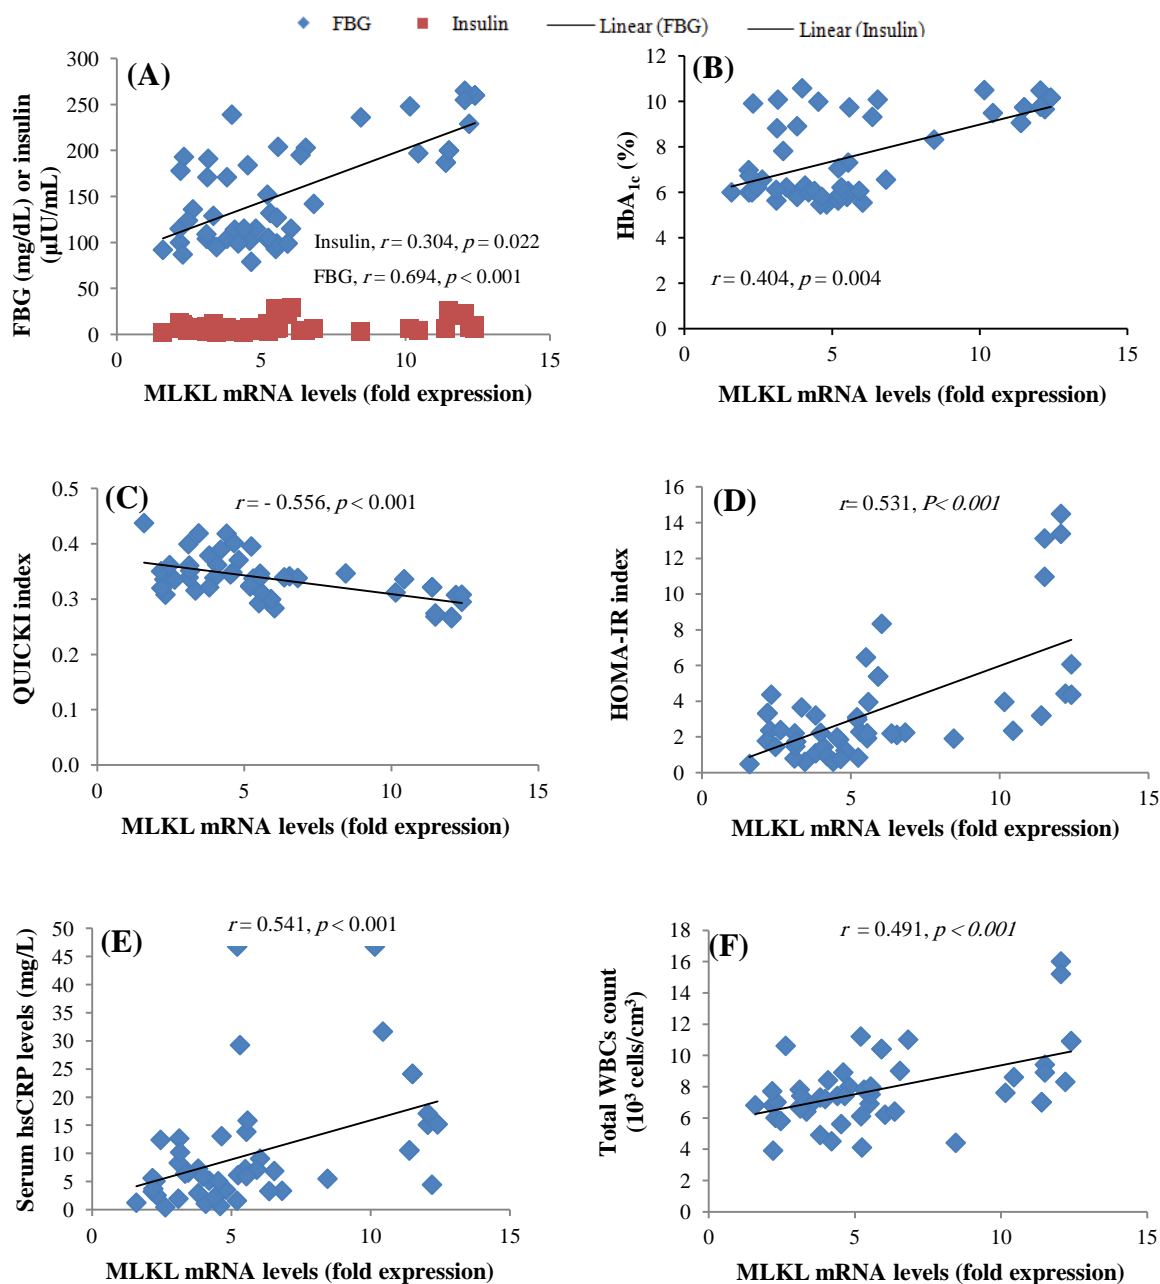 FBG Insulin Linear (FBG) Linear (Insulin)
(A)
FBG (mg/dL) or insulin
(µIU/mL)
300
250
200
150
100
50
0
Insulin, r = 0.304, p = 0.022
FBG, r = 0.694, p < 0.001
0 5 10 15
MLKL mRNA levels (fold expression)
(B)
HbA1c (%)
12
10
8
6
4
2
0
r = 0.404, p = 0.004
0 5 10 15
MLKL mRNA levels (fold expression)
(C)
r = - 0.556, p < 0.001
QUICKI index
0.5
0.4
0.3
0.2
0.1
0.0
0 5 10 15
MLKL mRNA levels (fold expression)
(D)
r= 0.531, P< 0.001
HOMA-IR index
16
14
12
10
8
6
4
2
0
0 5 10 15
MLKL mRNA levels (fold expression)
(E)
r = 0.541, p < 0.001
Serum hsCRP levels (mg/L)
50
45
40
35
30
25
20
15
10
5
0
0 5 10 15
MLKL mRNA levels (fold expression)
(F)
r = 0.491, p < 0.001
Total WBCs count
(10³ cells/cm³)
18
16
14
12
10
8
6
4
2
0
0 5 10 15
MLKL mRNA levels (fold expression)